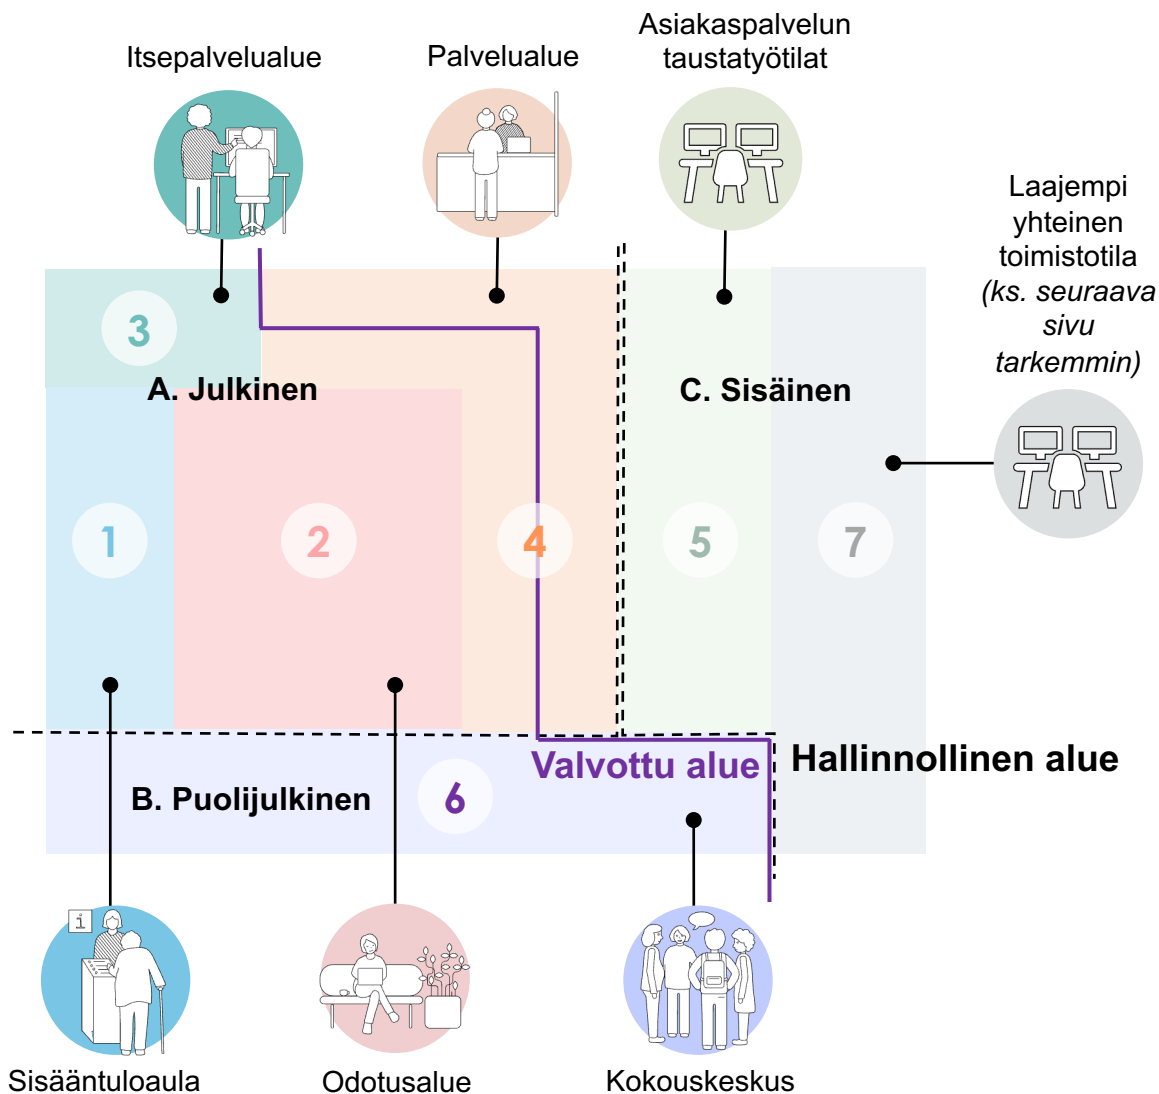 Itsepalvelualue
Palvelualue
Asiakaspalvelun
taustatyötilat
Laajempi
yhteinen
toimistotila
(ks. seuraava
sivu
tarkemmin)
3
A. Julkinen
C. Sisäinen
1
2
4
5
7
Valvottu alue
Hallinnollinen alue
B. Puolijulkinen
6
i
Sisääntuloaula
Odotusalue
Kokouskeskus